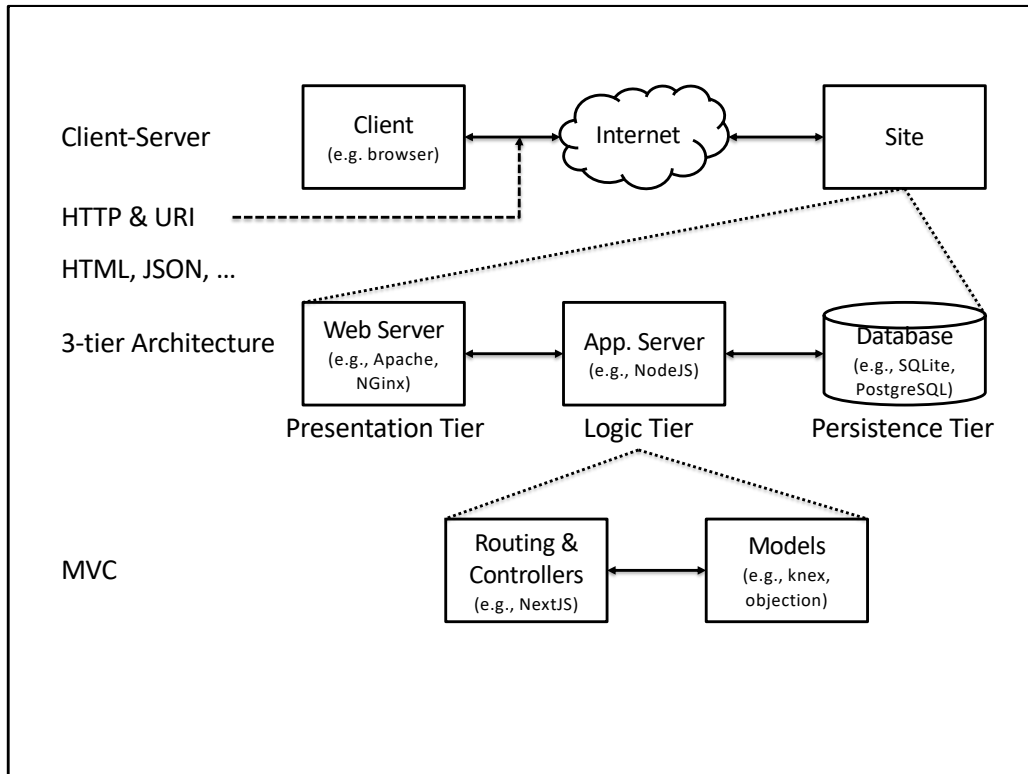 Client-Server
Client
(e.g. browser)
Internet
Site
HTTP & URI
HTML, JSON, ...
3-tier Architecture
Web Server
(e.g., Apache,
NGinx)
App. Server
(e.g., NodeJS)
Database
(e.g., SQLite,
PostgreSQL)
Presentation Tier
Logic Tier
Persistence Tier
MVC
Routing &
Controllers
(e.g., NextJS)
Models
(e.g., knex,
objection)